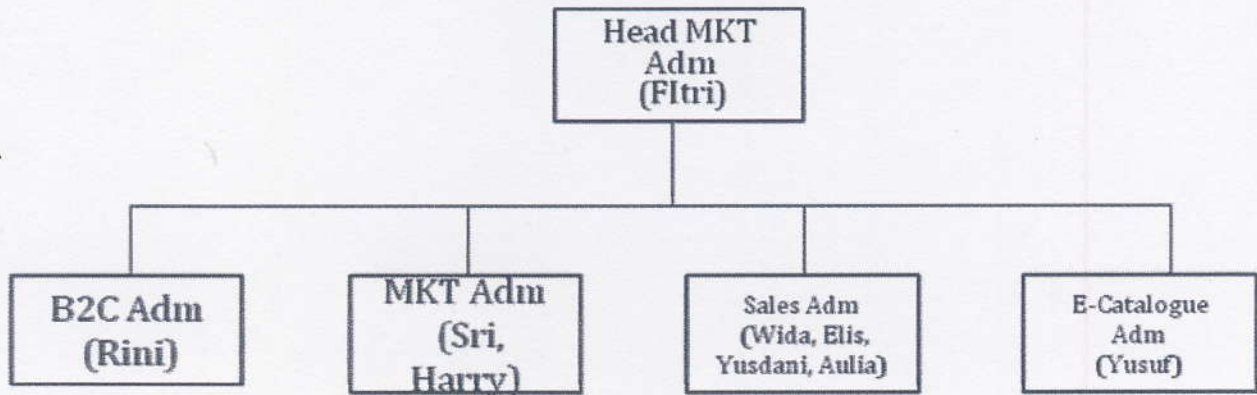 Head MKT
Adm
(FItri)
B2C Adm
(Rini)
MKT Adm
(Sri,
Harry)
Sales Adm
(Wida, Elis,
Yusdani, Aulia)
E-Catalogue
Adm
(Yusuf)